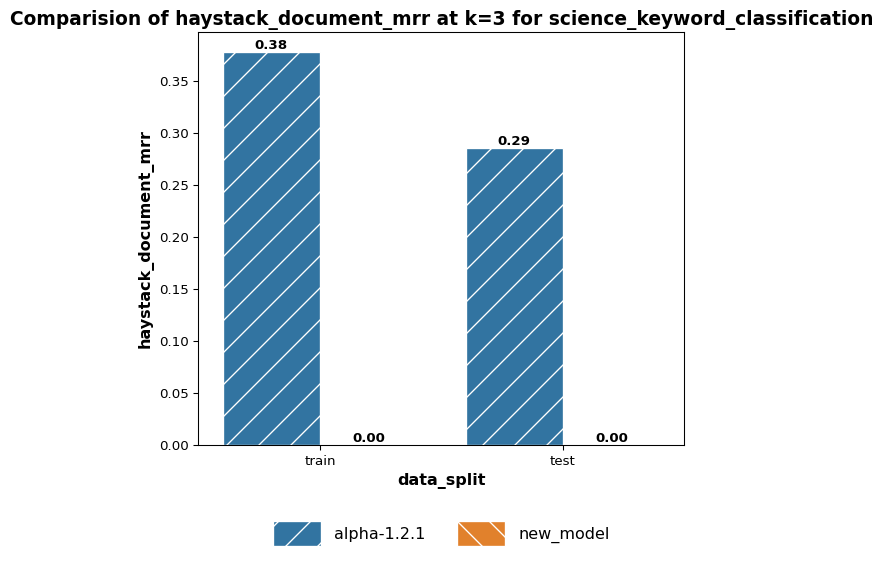 Comparision of haystack_document_mrr at k=3 for science_keyword_classification
haystack_document_mrr
0.35
0.30
0.25
0.20
0.15
0.10
0.05
0.00
0.38
0.00
0.29
0.00
train
test
data_split
alpha-1.2.1
new_model